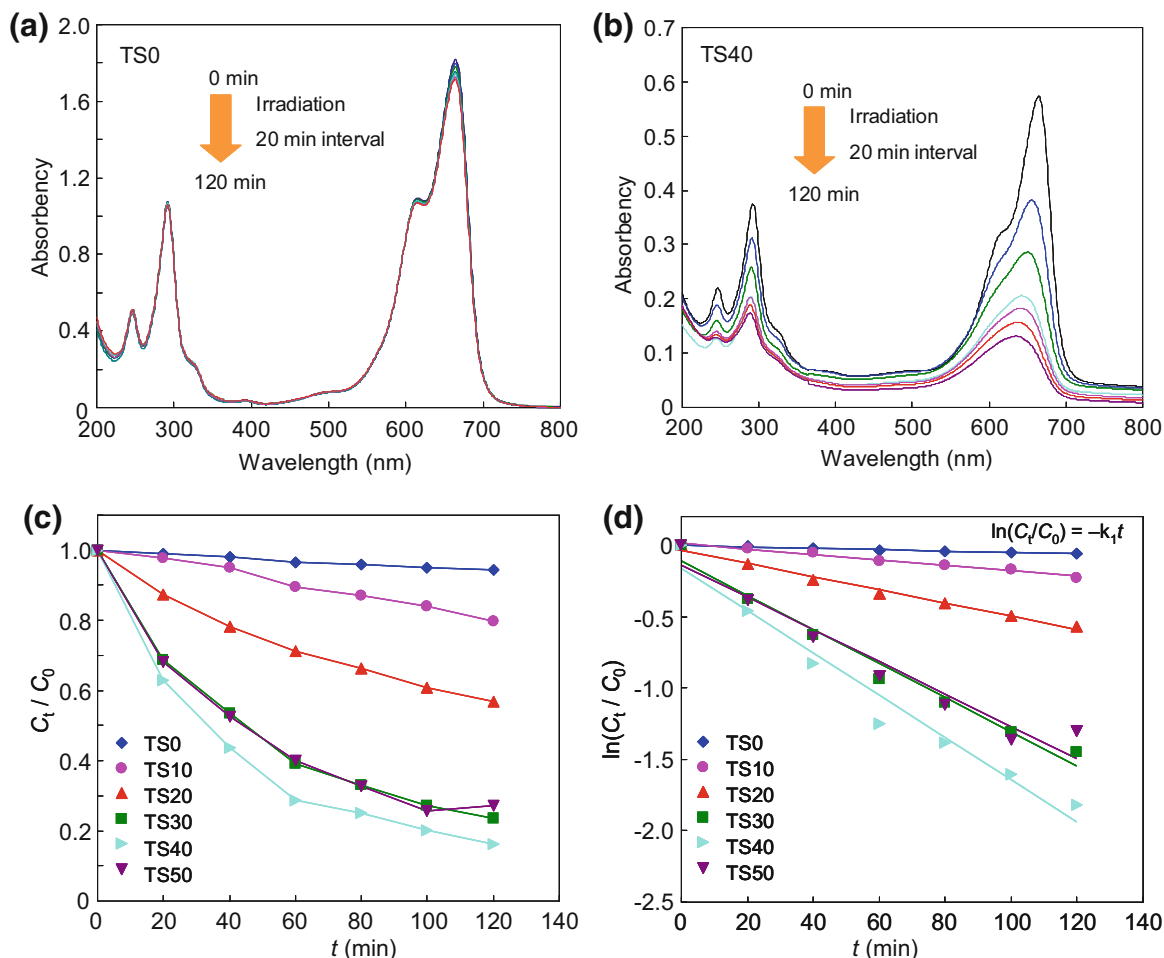 (a)
TS0
0 min
Irradiation
20 min interval
120 min
2.0
1.6
1.2
0.8
0.4
0
200 300 400 500 600 700 800
Absorbency
Wavelength (nm)
(b)
TS40
0 min
Irradiation
20 min interval
120 min
0.7
0.6
0.5
0.4
0.3
0.2
0.1
0
200 300 400 500 600 700 800
Absorbency
Wavelength (nm)
(c)
1.0
0.8
0.6
0.4
0.2
0
0 20 40 60 80 100 120 140
Ct / C0
t (min)
TS0
TS10
TS20
TS30
TS40
TS50
(d)
ln(Ct/C0) = –k1t
0
-0.5
-1.0
-1.5
-2.0
-2.5
0 20 40 60 80 100 120 140
ln(Ct / C0)
t (min)
TS0
TS10
TS20
TS30
TS40
TS50